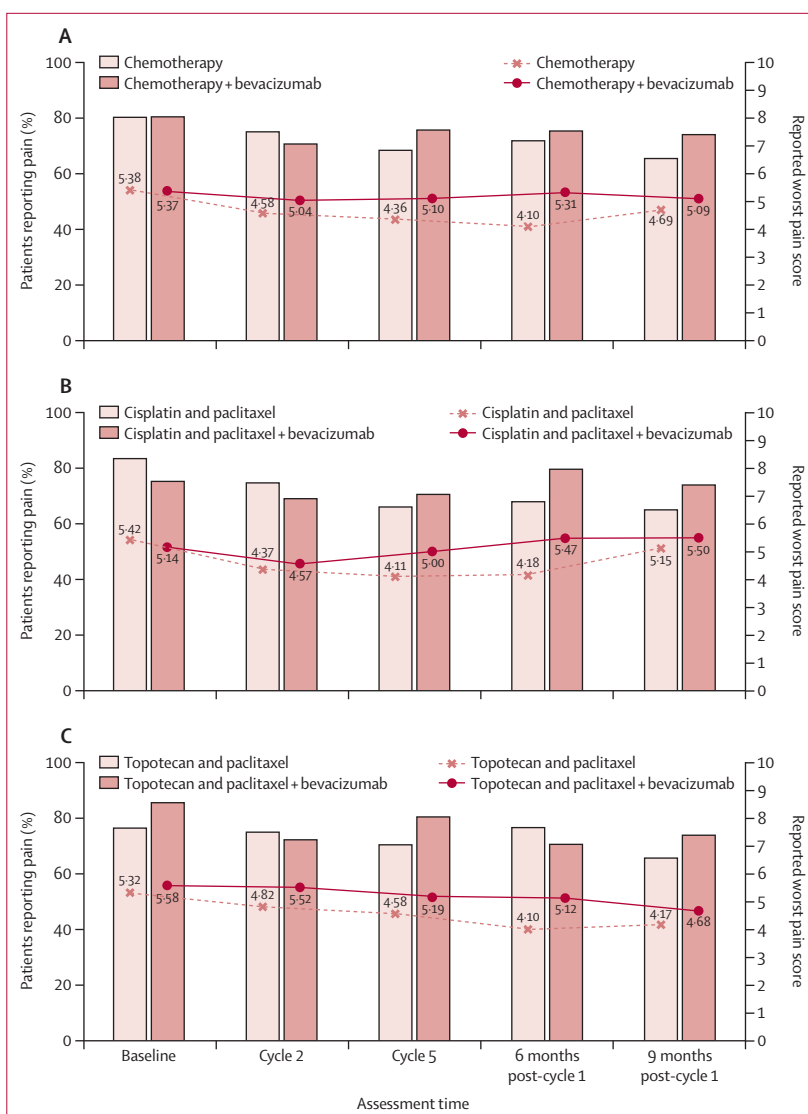 A
Chemotherapy
Chemotherapy + bevacizumab
Chemotherapy
Chemotherapy + bevacizumab
Patients reporting pain (%)
100
80
60
40
20
0
5·38
5·37
4·58
5·04
4·36
5·10
4·10
5·31
4·69
5·09
10
9
8
7
6
5
4
3
2
1
0
Reported worst pain score
B
Cisplatin and paclitaxel
Cisplatin and paclitaxel + bevacizumab
Cisplatin and paclitaxel
Cisplatin and paclitaxel + bevacizumab
Patients reporting pain (%)
100
80
60
40
20
0
5·42
5·14
4·37
4·57
4·11
5·00
4·18
5·47
5·15
5·50
10
9
8
7
6
5
4
3
2
1
0
Reported worst pain score
C
Topotecan and paclitaxel
Topotecan and paclitaxel + bevacizumab
Topotecan and paclitaxel
Topotecan and paclitaxel + bevacizumab
Patients reporting pain (%)
100
80
60
40
20
0
5·32
5·58
4·82
5·52
4·58
5·19
4·10
5·12
4·17
4·68
10
9
8
7
6
5
4
3
2
1
0
Reported worst pain score
Baseline
Cycle 2
Cycle 5
6 months
post-cycle 1
9 months
post-cycle 1
Assessment time